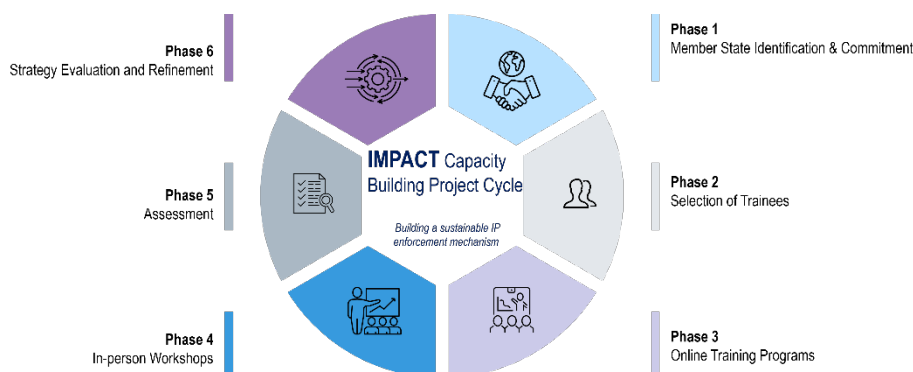 Phase 1
Member State Identification & Commitment
Phase 2
Selection of Trainees
Phase 3
Online Training Programs
Phase 4
In-person Workshops
Phase 5
Assessment
Phase 6
Strategy Evaluation and Refinement
IMPACT Capacity
Building Project Cycle
Building a sustainable IP
enforcement mechanism